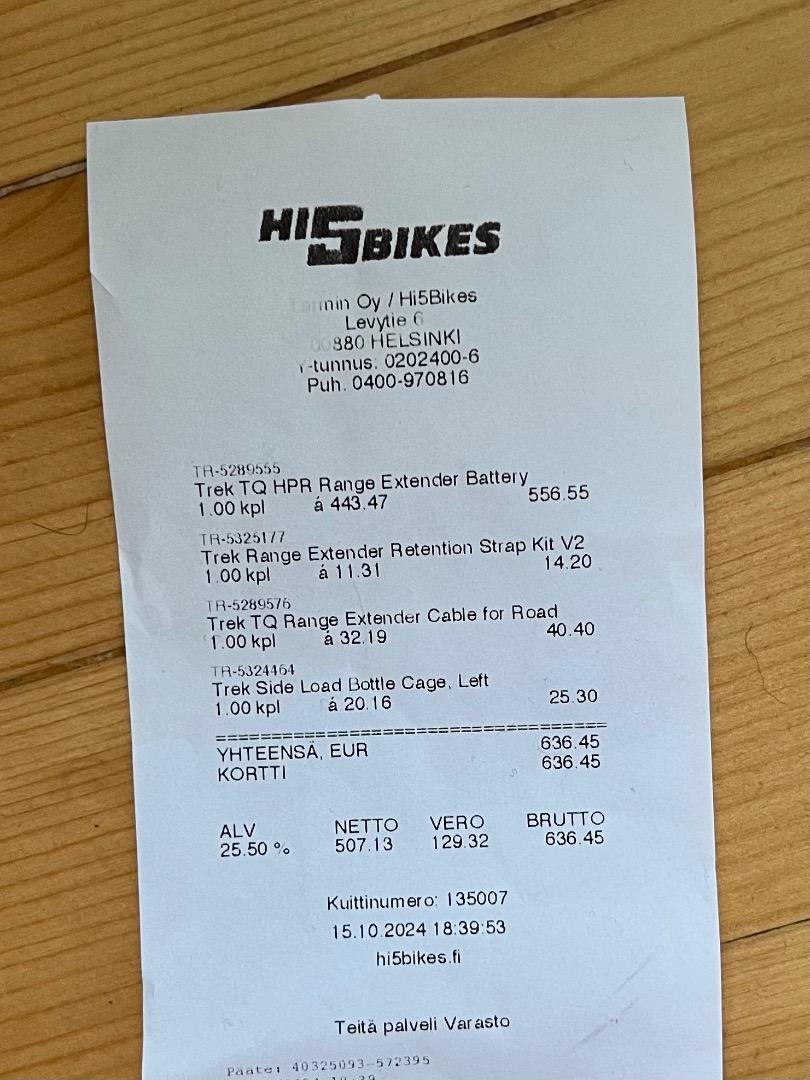 HI5BIKES
Oy / Hi5Bikes
Levytie 6
880 HELSINKI
-tunnus: 0202400-6
Puh. 0400-970816
TR-5289555
Trek TQ HPR Range Extender Battery
1.00 kpl á 443.47 556.55
TR-5325177
Trek Range Extender Retention Strap Kit V2
1.00 kpl á 11.31 14.20
TR-5289576
Trek TQ Range Extender Cable for Road
1.00 kpl á 32.19 40.40
TR-5324464
Trek Side Load Bottle Cage, Left
1.00 kpl á 20.16 25.30
======================================
YHTEENSÄ, EUR 636.45
KORTTI 636.45
ALV NETTO VERO BRUTTO
25.50 % 507.13 129.32 636.45
Kuittinumero: 135007
15.10.2024 18:39:53
hi5bikes.fi
Teitä palveli Varasto
Pääte: 40325093-572395